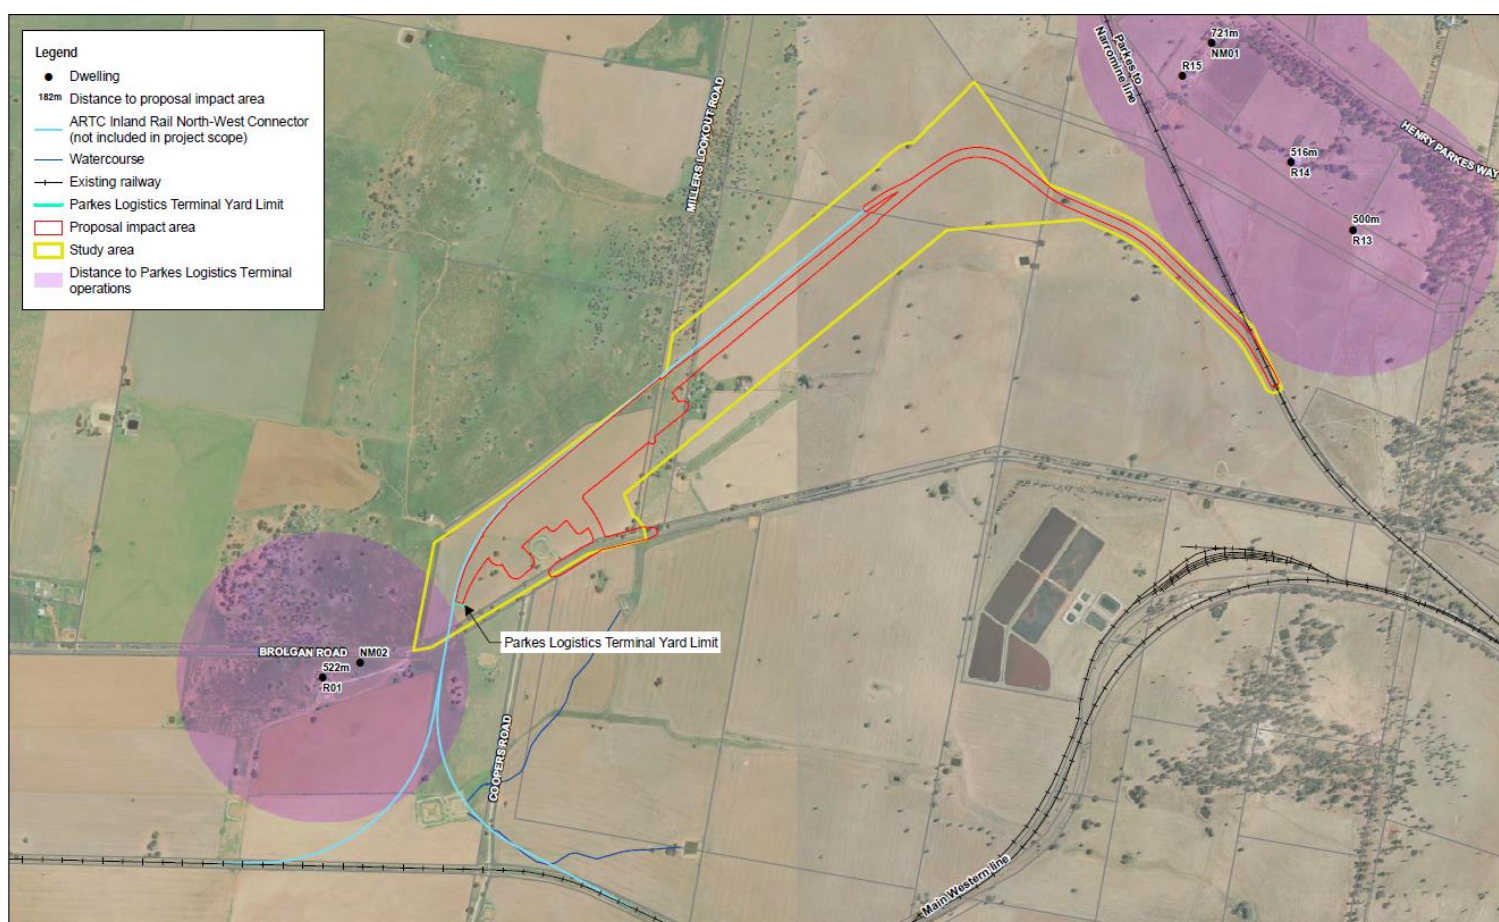 Legend
Dwelling
182m Distance to proposal impact area
ARTC Inland Rail North-West Connector
(not included in project scope)
Watercourse
Existing railway
Parkes Logistics Terminal Yard Limit
Proposal impact area
Study area
Distance to Parkes Logistics Terminal
operations
MILLERS LOOKOUT ROAD
Parkes to
Narromine line
721m
NM01
R15
HENRY PARKES WAY
516m
R14
500m
R13
Parkes Logistics Terminal Yard Limit
BROLGAN ROAD
NM02
522m
R01
COOPERS ROAD
Main Western line